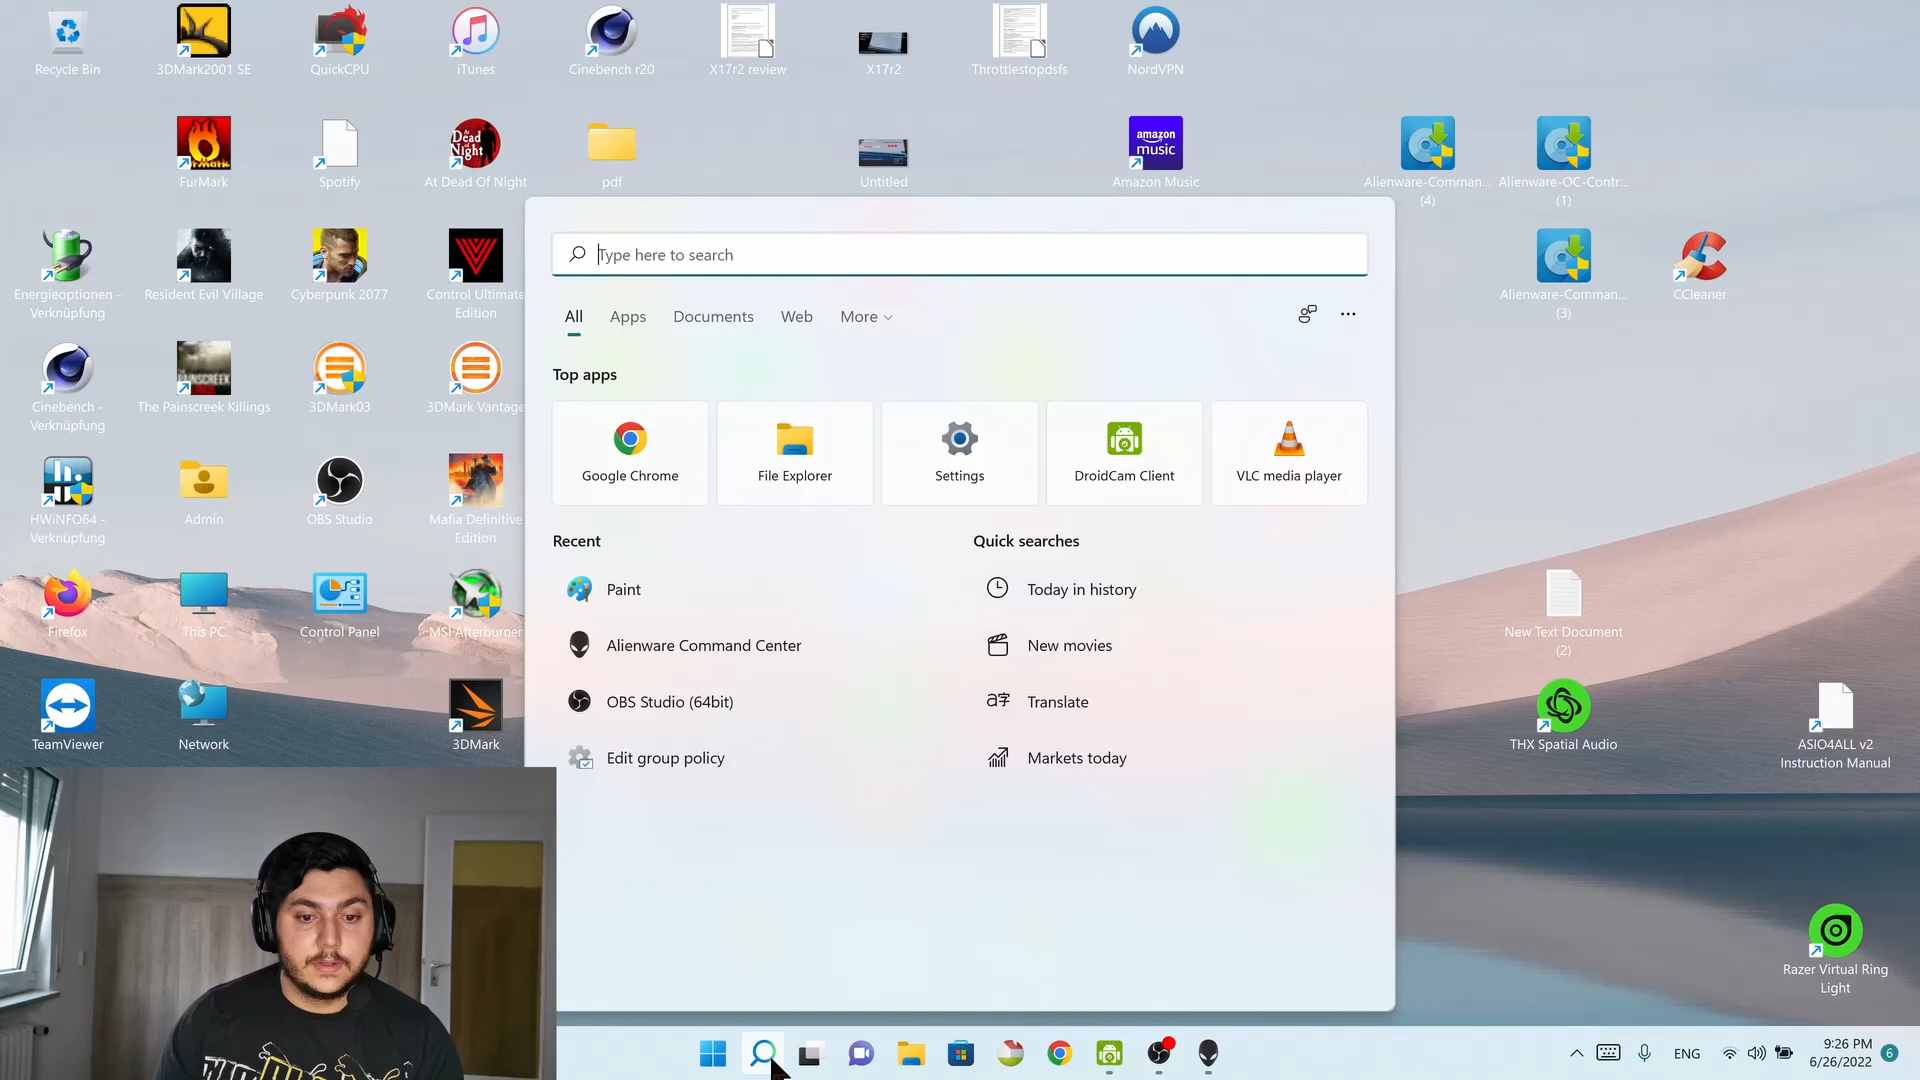 Recycle Bin
3DMark2001 SE
QuickCPU
iTunes
Cinebench r20
X17r2 review
X17r2
Throttlestopdsfs
NordVPN
FurMark
Spotify
At Dead Of Night
At Dead of Night
pdf
Untitled
amazon music
Amazon Music
Alienware-Comman...
(4)
Alienware-OC-Contr...
(1)
Energieoptionen -
Verknüpfung
Resident Evil Village
Cyberpunk 2077
Control Ultimate
Edition
Alienware-Comman...
(3)
CCleaner
Type here to search
All
Apps
Documents
Web
More
Top apps
Google Chrome
File Explorer
Settings
DroidCam Client
VLC media player
Cinebench -
Verknüpfung
The Painscreek Killings
3DMark03
3DMark Vantage
HWiNFO64 -
Verknüpfung
Admin
OBS Studio
Mafia Definitive
Edition
Recent
Paint
Alienware Command Center
OBS Studio (64bit)
Edit group policy
Quick searches
Today in history
New movies
Translate
Markets today
Firefox
This PC
Control Panel
MSI Afterburner
New Text Document
(2)
TeamViewer
Network
3DMark
THX Spatial Audio
ASIO4ALL v2
Instruction Manual
Razer Virtual Ring
Light
ENG
9:26 PM
6/26/2022
6